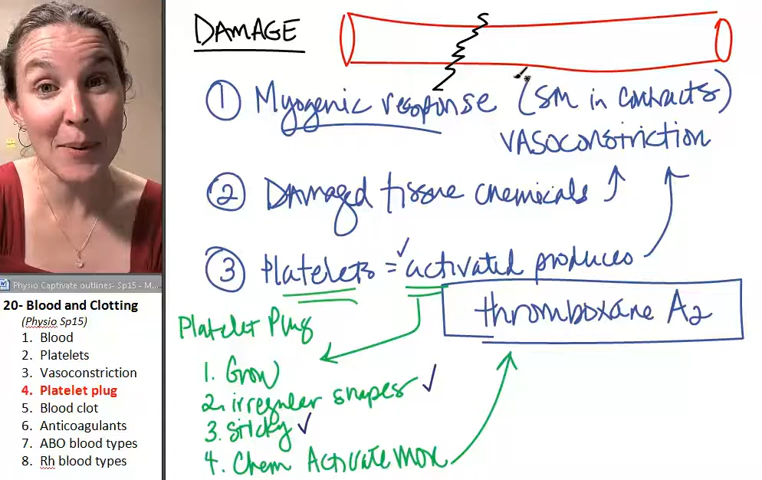 DAMAGE
① Myogenic response (SM in contracts)
VASOCONSTRICTION
② Damaged tissue chemicals ↑
③ Platelets = activated produces
thromboxane A2
Platelet Plug
1. Grow
2. irregular shapes ✓
3. Sticky ✓
4. Chem Activate more
Physio Captivate outlines- Sp15 - M...
20- Blood and Clotting
(Physio Sp15)
1. Blood
2. Platelets
3. Vasoconstriction
4. Platelet plug
5. Blood clot
6. Anticoagulants
7. ABO blood types
8. Rh blood types